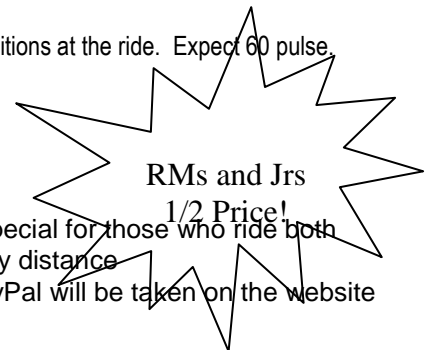 itions at the ride. Expect 60 pulse.
RMs and Jrs
1/2 Price!
pecial for those who ride both
y distance
yPal will be taken on the website